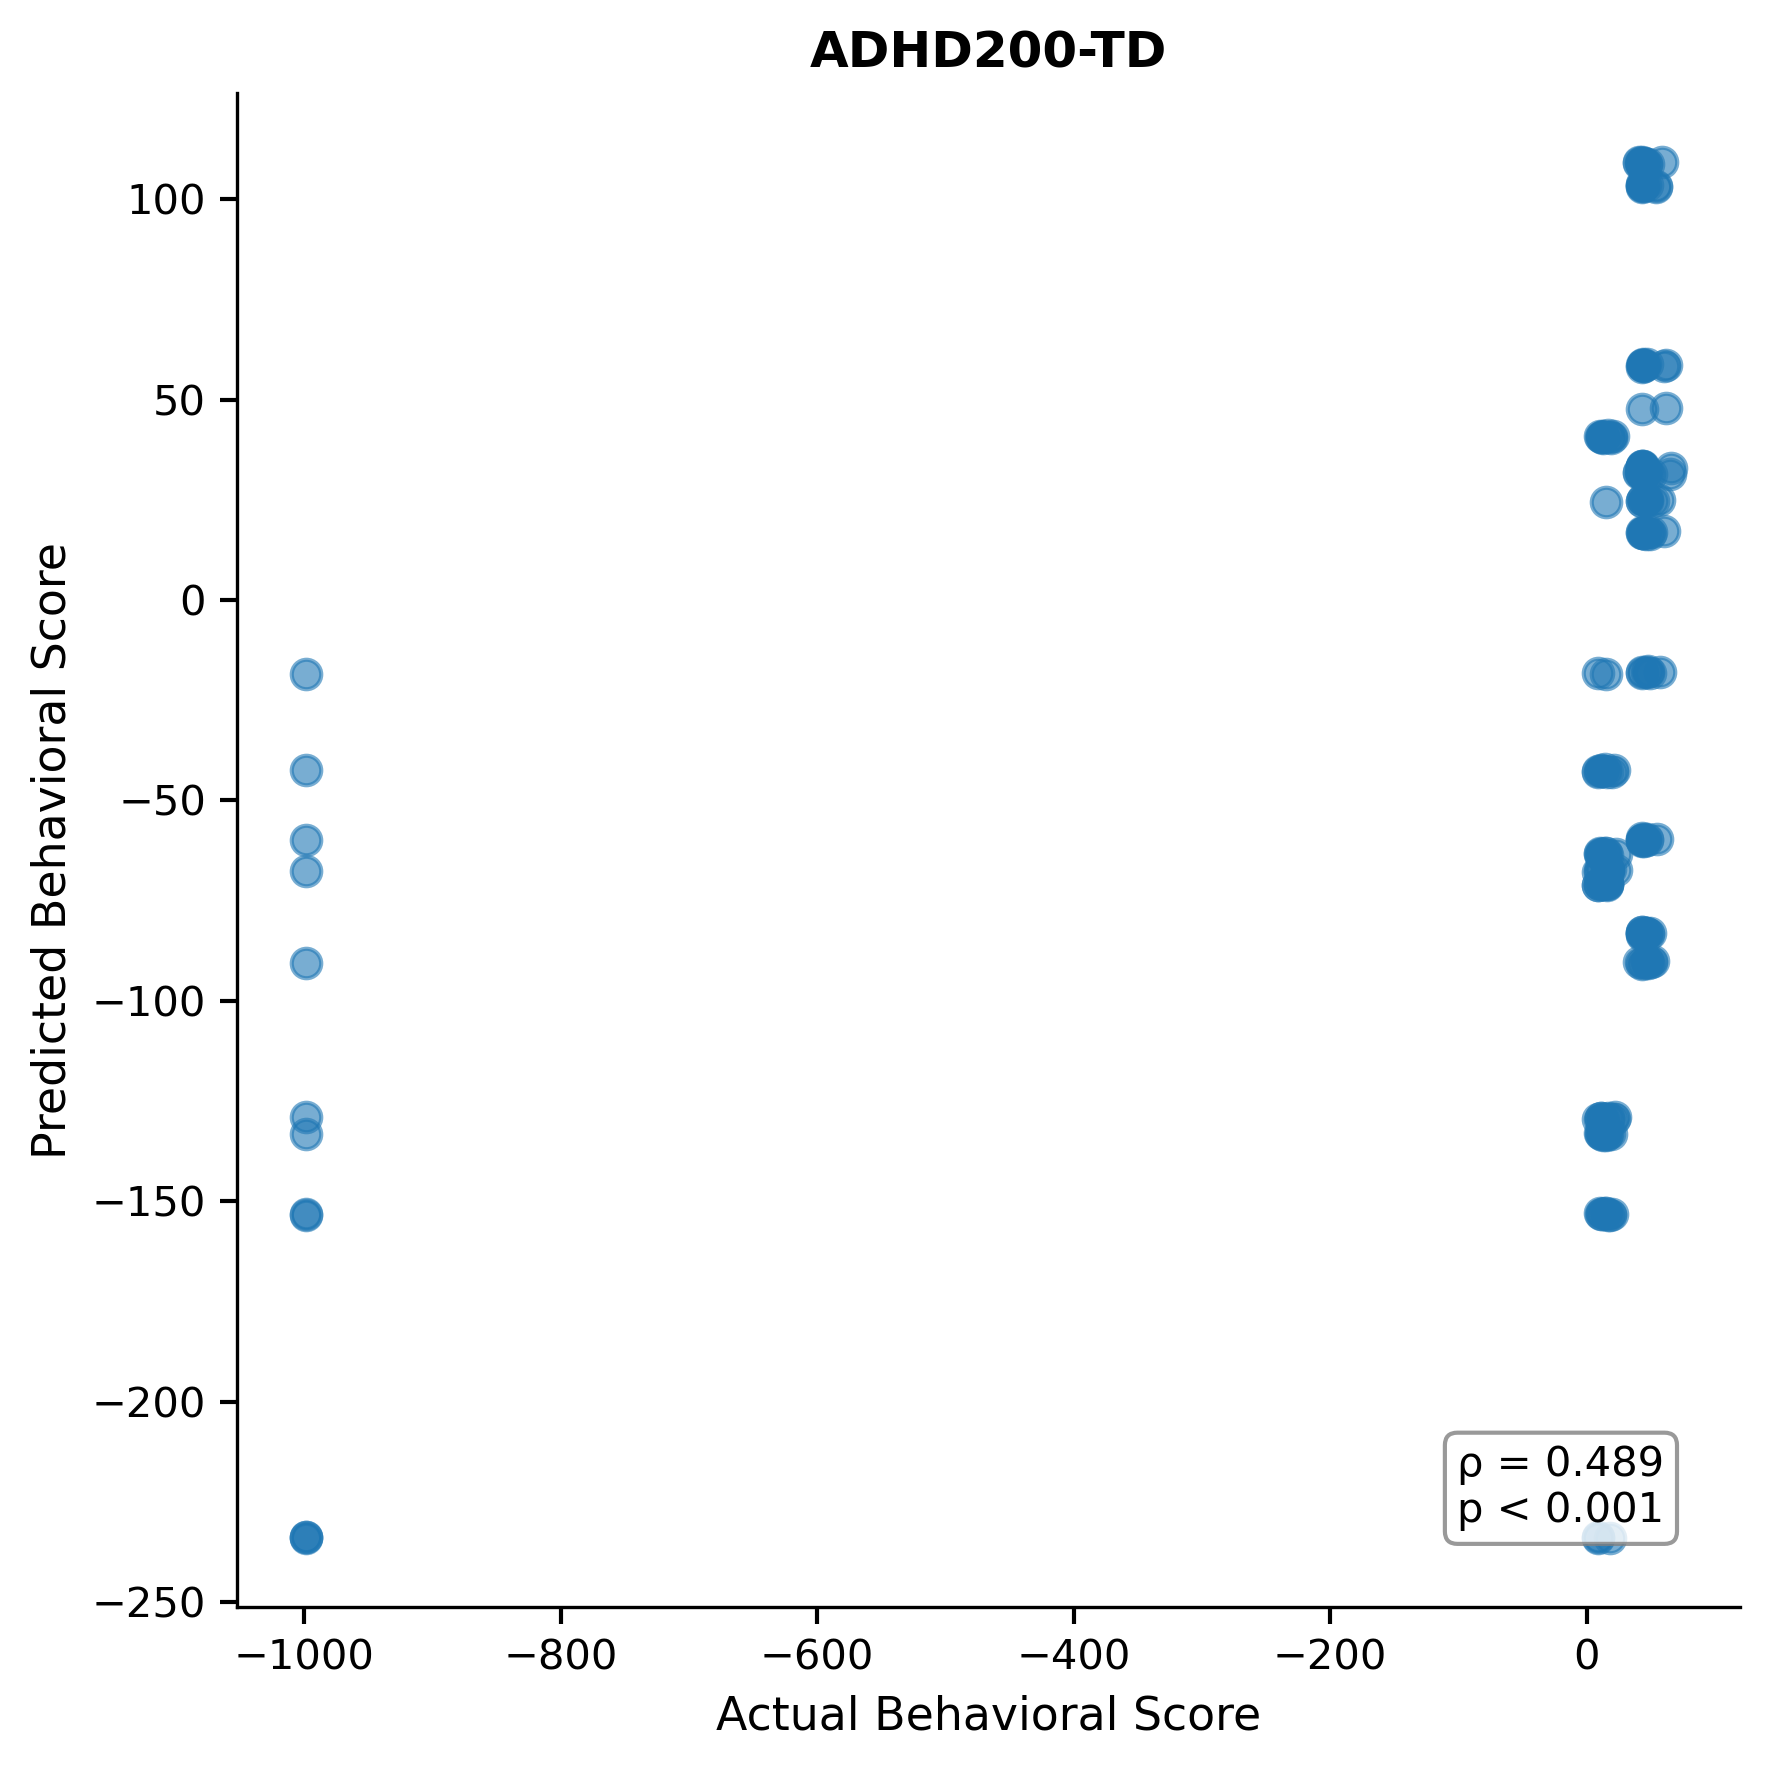 ADHD200-TD
100
50
0
−50
−100
−150
−200
−250
Predicted Behavioral Score
ρ = 0.489
p < 0.001
−1000
−800
−600
−400
−200
0
Actual Behavioral Score